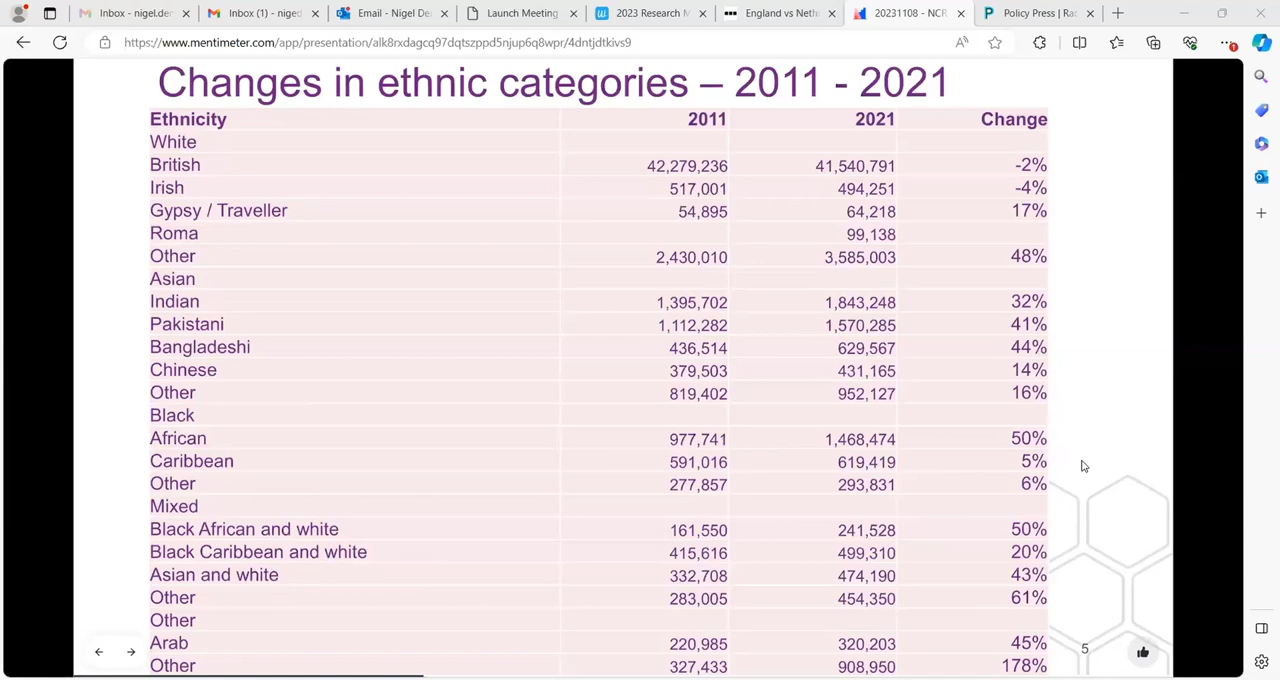 Inbox - nigel.der
Inbox (1) - niged
Email - Nigel De
Launch Meeting
2023 Research M
England vs Neth
20231108 - NCR
Policy Press | Ra
https://www.mentimeter.com/app/presentation/alk8rxdagcq97dqtszppd5njup6q8wpr/4dntjdtkivs9
Changes in ethnic categories – 2011 - 2021
Ethnicity 2011 2021 Change
White
British 42,279,236 41,540,791 -2%
Irish 517,001 494,251 -4%
Gypsy / Traveller 54,895 64,218 17%
Roma 99,138
Other 2,430,010 3,585,003 48%
Asian
Indian 1,395,702 1,843,248 32%
Pakistani 1,112,282 1,570,285 41%
Bangladeshi 436,514 629,567 44%
Chinese 379,503 431,165 14%
Other 819,402 952,127 16%
Black
African 977,741 1,468,474 50%
Caribbean 591,016 619,419 5%
Other 277,857 293,831 6%
Mixed
Black African and white 161,550 241,528 50%
Black Caribbean and white 415,616 499,310 20%
Asian and white 332,708 474,190 43%
Other 283,005 454,350 61%
Other
Arab 220,985 320,203 45%
Other 327,433 908,950 178%
5